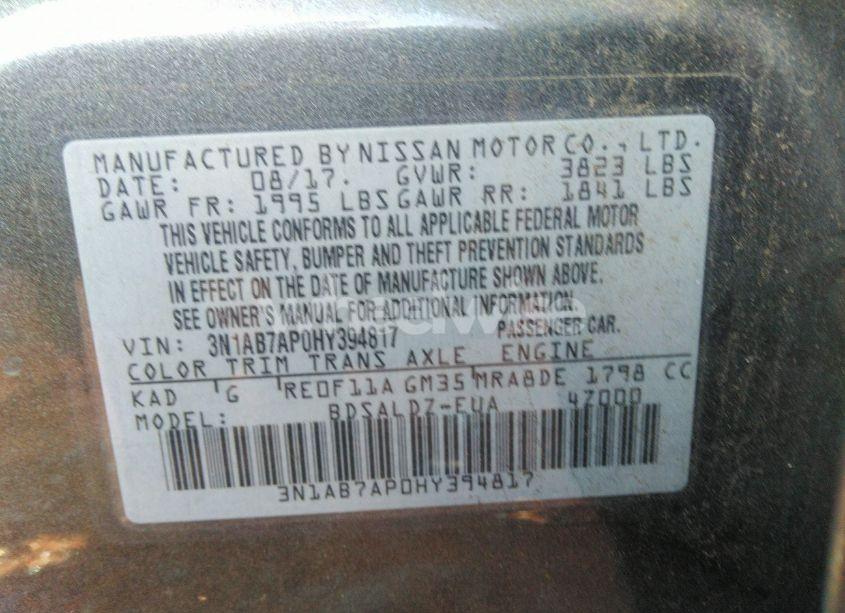 MANUFACTURED BY NISSAN MOTOR CO., LTD.
DATE: 08/17. GVWR: 3823 LBS
GAWR FR: 1995 LBS GAWR RR: 1841 LBS
THIS VEHICLE CONFORMS TO ALL APPLICABLE FEDERAL MOTOR
VEHICLE SAFETY, BUMPER AND THEFT PREVENTION STANDARDS
IN EFFECT ON THE DATE OF MANUFACTURE SHOWN ABOVE.
SEE OWNER'S MANUAL FOR ADDITIONAL INFORMATION.
VIN: 3N1AB7AP0HY394817 PASSENGER CAR.
COLOR TRIM TRANS AXLE ENGINE
KAD G RE0F11A GM35 MRA8DE 1798 CC
MODEL: BDSALDZ-EUA 4Z000
3N1AB7AP0HY394817